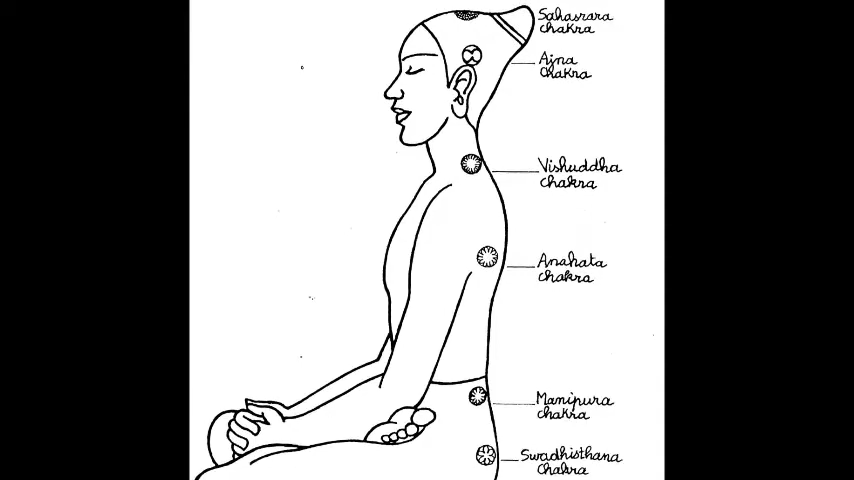 Sahasrara
chakra
Ajna
chakra
Vishuddha
chakra
Anahata
chakra
Manipura
chakra
Swadhisthana
chakra